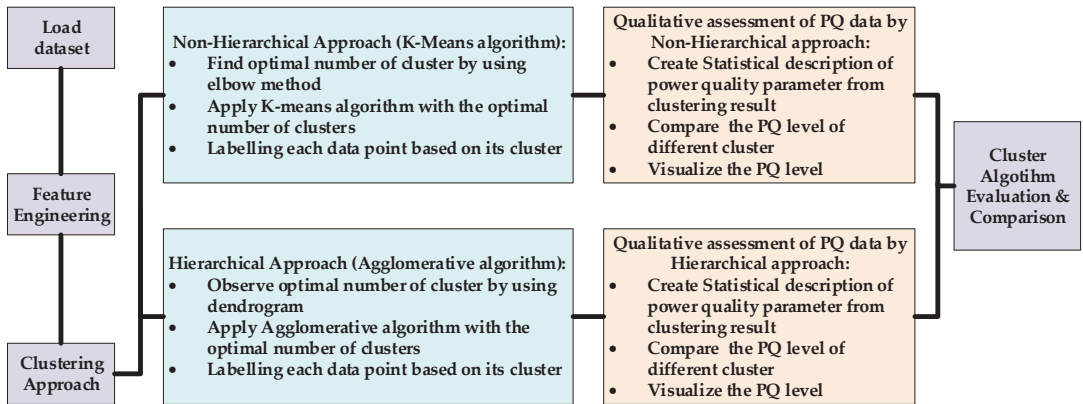 Load
dataset
Feature
Engineering
Clustering
Approach
Non-Hierarchical Approach (K-Means algorithm):
• Find optimal number of cluster by using
elbow method
• Apply K-means algorithm with the optimal
number of clusters
• Labelling each data point based on its cluster
Hierarchical Approach (Agglomerative algorithm):
• Observe optimal number of cluster by using
dendrogram
• Apply Agglomerative algorithm with the
optimal number of clusters
• Labelling each data point based on its cluster
Qualitative assessment of PQ data by
Non-Hierarchical approach:
• Create Statistical description of
power quality parameter from
clustering result
• Compare the PQ level of
different cluster
• Visualize the PQ level
Qualitative assessment of PQ data by
Hierarchical approach:
• Create Statistical description of
power quality parameter from
clustering result
• Compare the PQ level of
different cluster
• Visualize the PQ level
Cluster
Algotihm
Evaluation &
Comparison